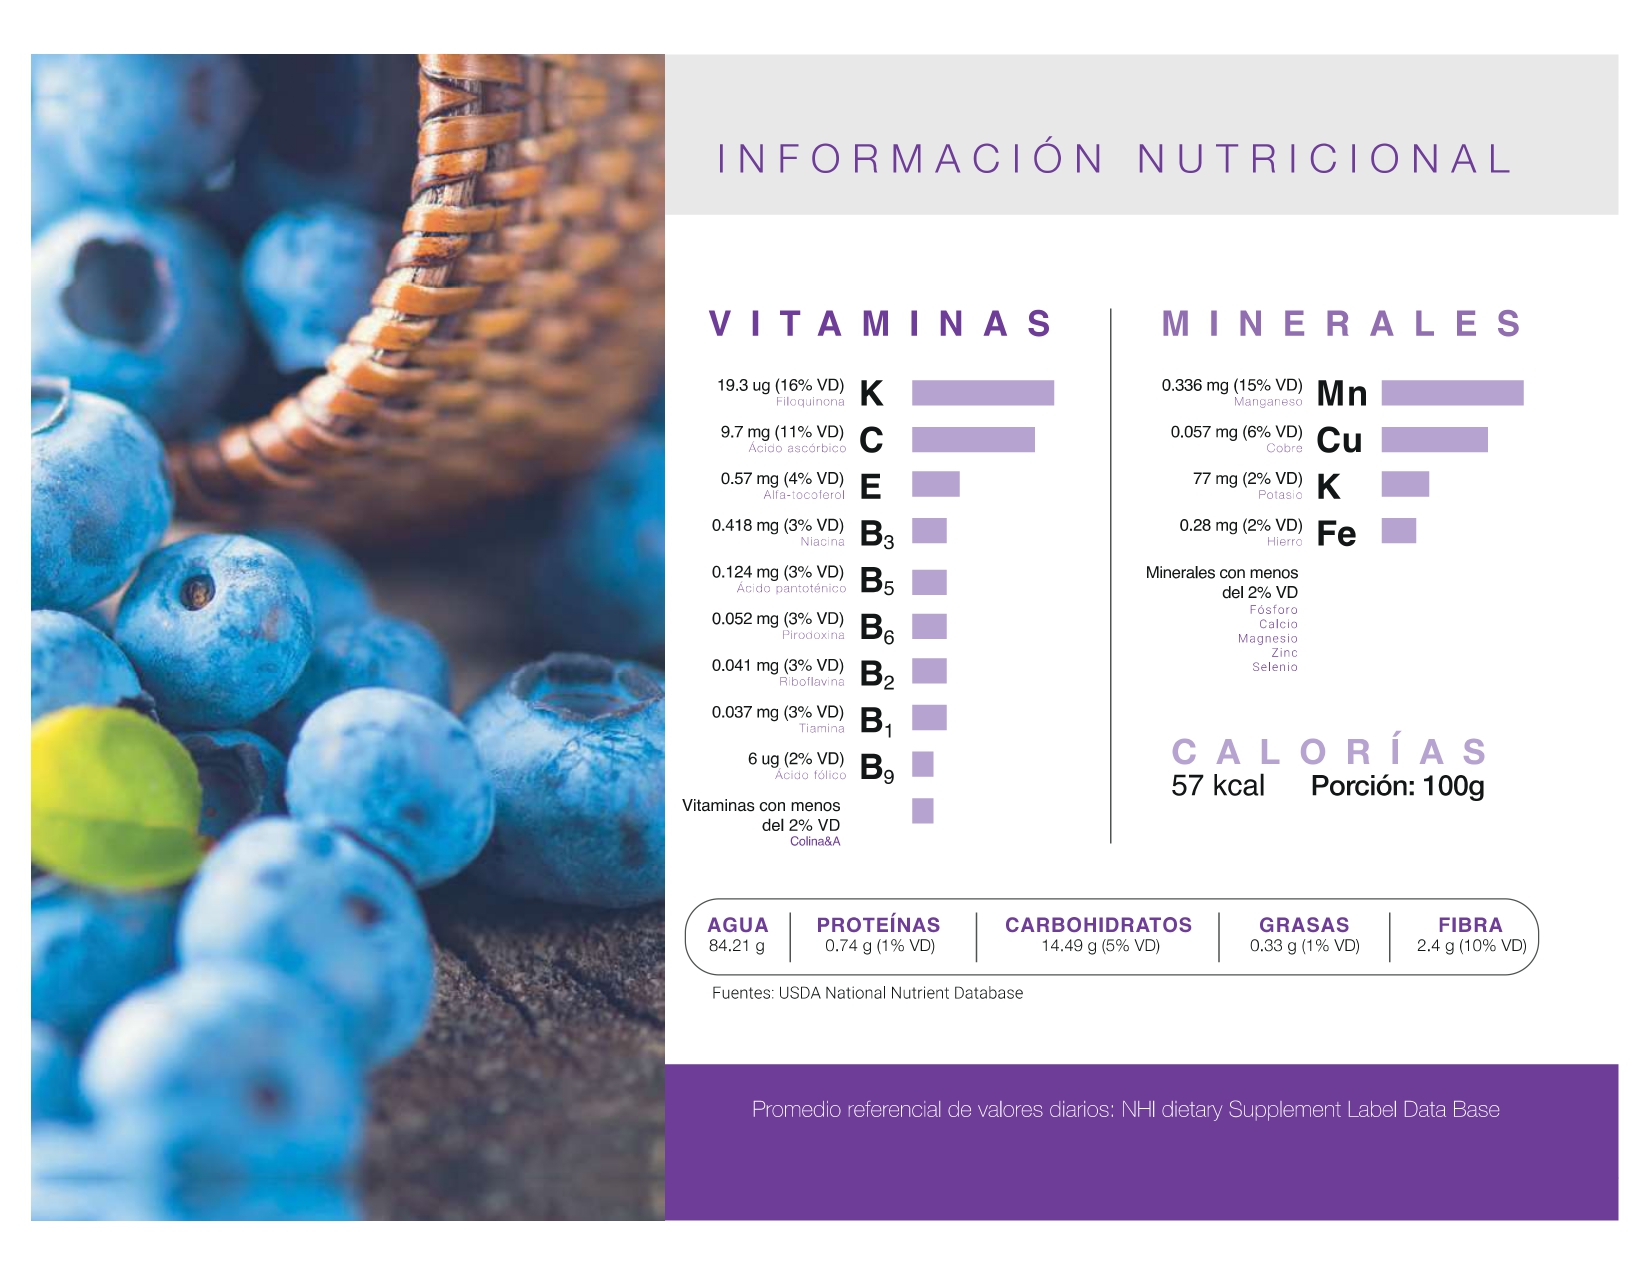 INFORMACIÓN NUTRICIONAL
VITAMINAS
19.3 ug (16% VD) K
Filoquinona
9.7 mg (11% VD) C
Ácido ascórbico
0.57 mg (4% VD) E
Alfa-tocoferol
0.418 mg (3% VD) B3
Niacina
0.124 mg (3% VD) B5
Ácido pantoténico
0.052 mg (3% VD) B6
Pirodoxina
0.041 mg (3% VD) B2
Riboflavina
0.037 mg (3% VD) B1
Tiamina
6 ug (2% VD) B9
Ácido fólico
Vitaminas con menos
del 2% VD
Colina&A
MINERALES
0.336 mg (15% VD) Mn
Manganeso
0.057 mg (6% VD) Cu
Cobre
77 mg (2% VD) K
Potasio
0.28 mg (2% VD) Fe
Hierro
Minerales con menos
del 2% VD
Fósforo
Calcio
Magnesio
Zinc
Selenio
CALORÍAS
57 kcal Porción: 100g
AGUA
84.21 g
PROTEÍNAS
0.74 g (1% VD)
CARBOHIDRATOS
14.49 g (5% VD)
GRASAS
0.33 g (1% VD)
FIBRA
2.4 g (10% VD)
Fuentes: USDA National Nutrient Database
Promedio referencial de valores diarios: NHI dietary Supplement Label Data Base